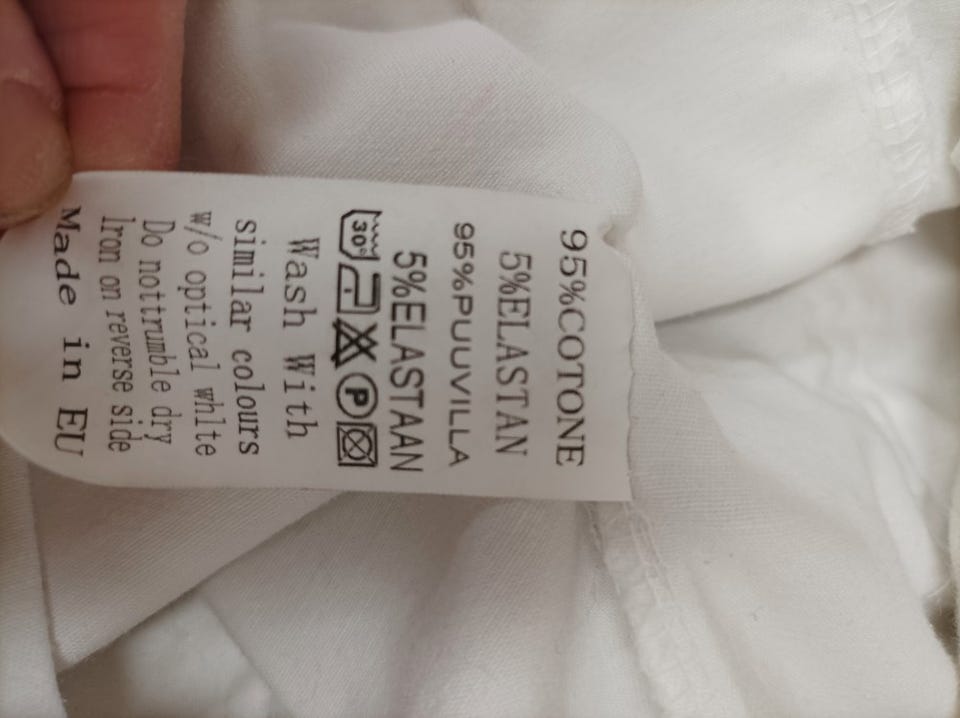 95%COTONE
5%ELASTAN
95%PUUVILLA
5%ELASTAAN
30° P
Wash With
similar colours
w/o optical whlte
Do nottrumble dry
Iron on reverse side
Made in EU